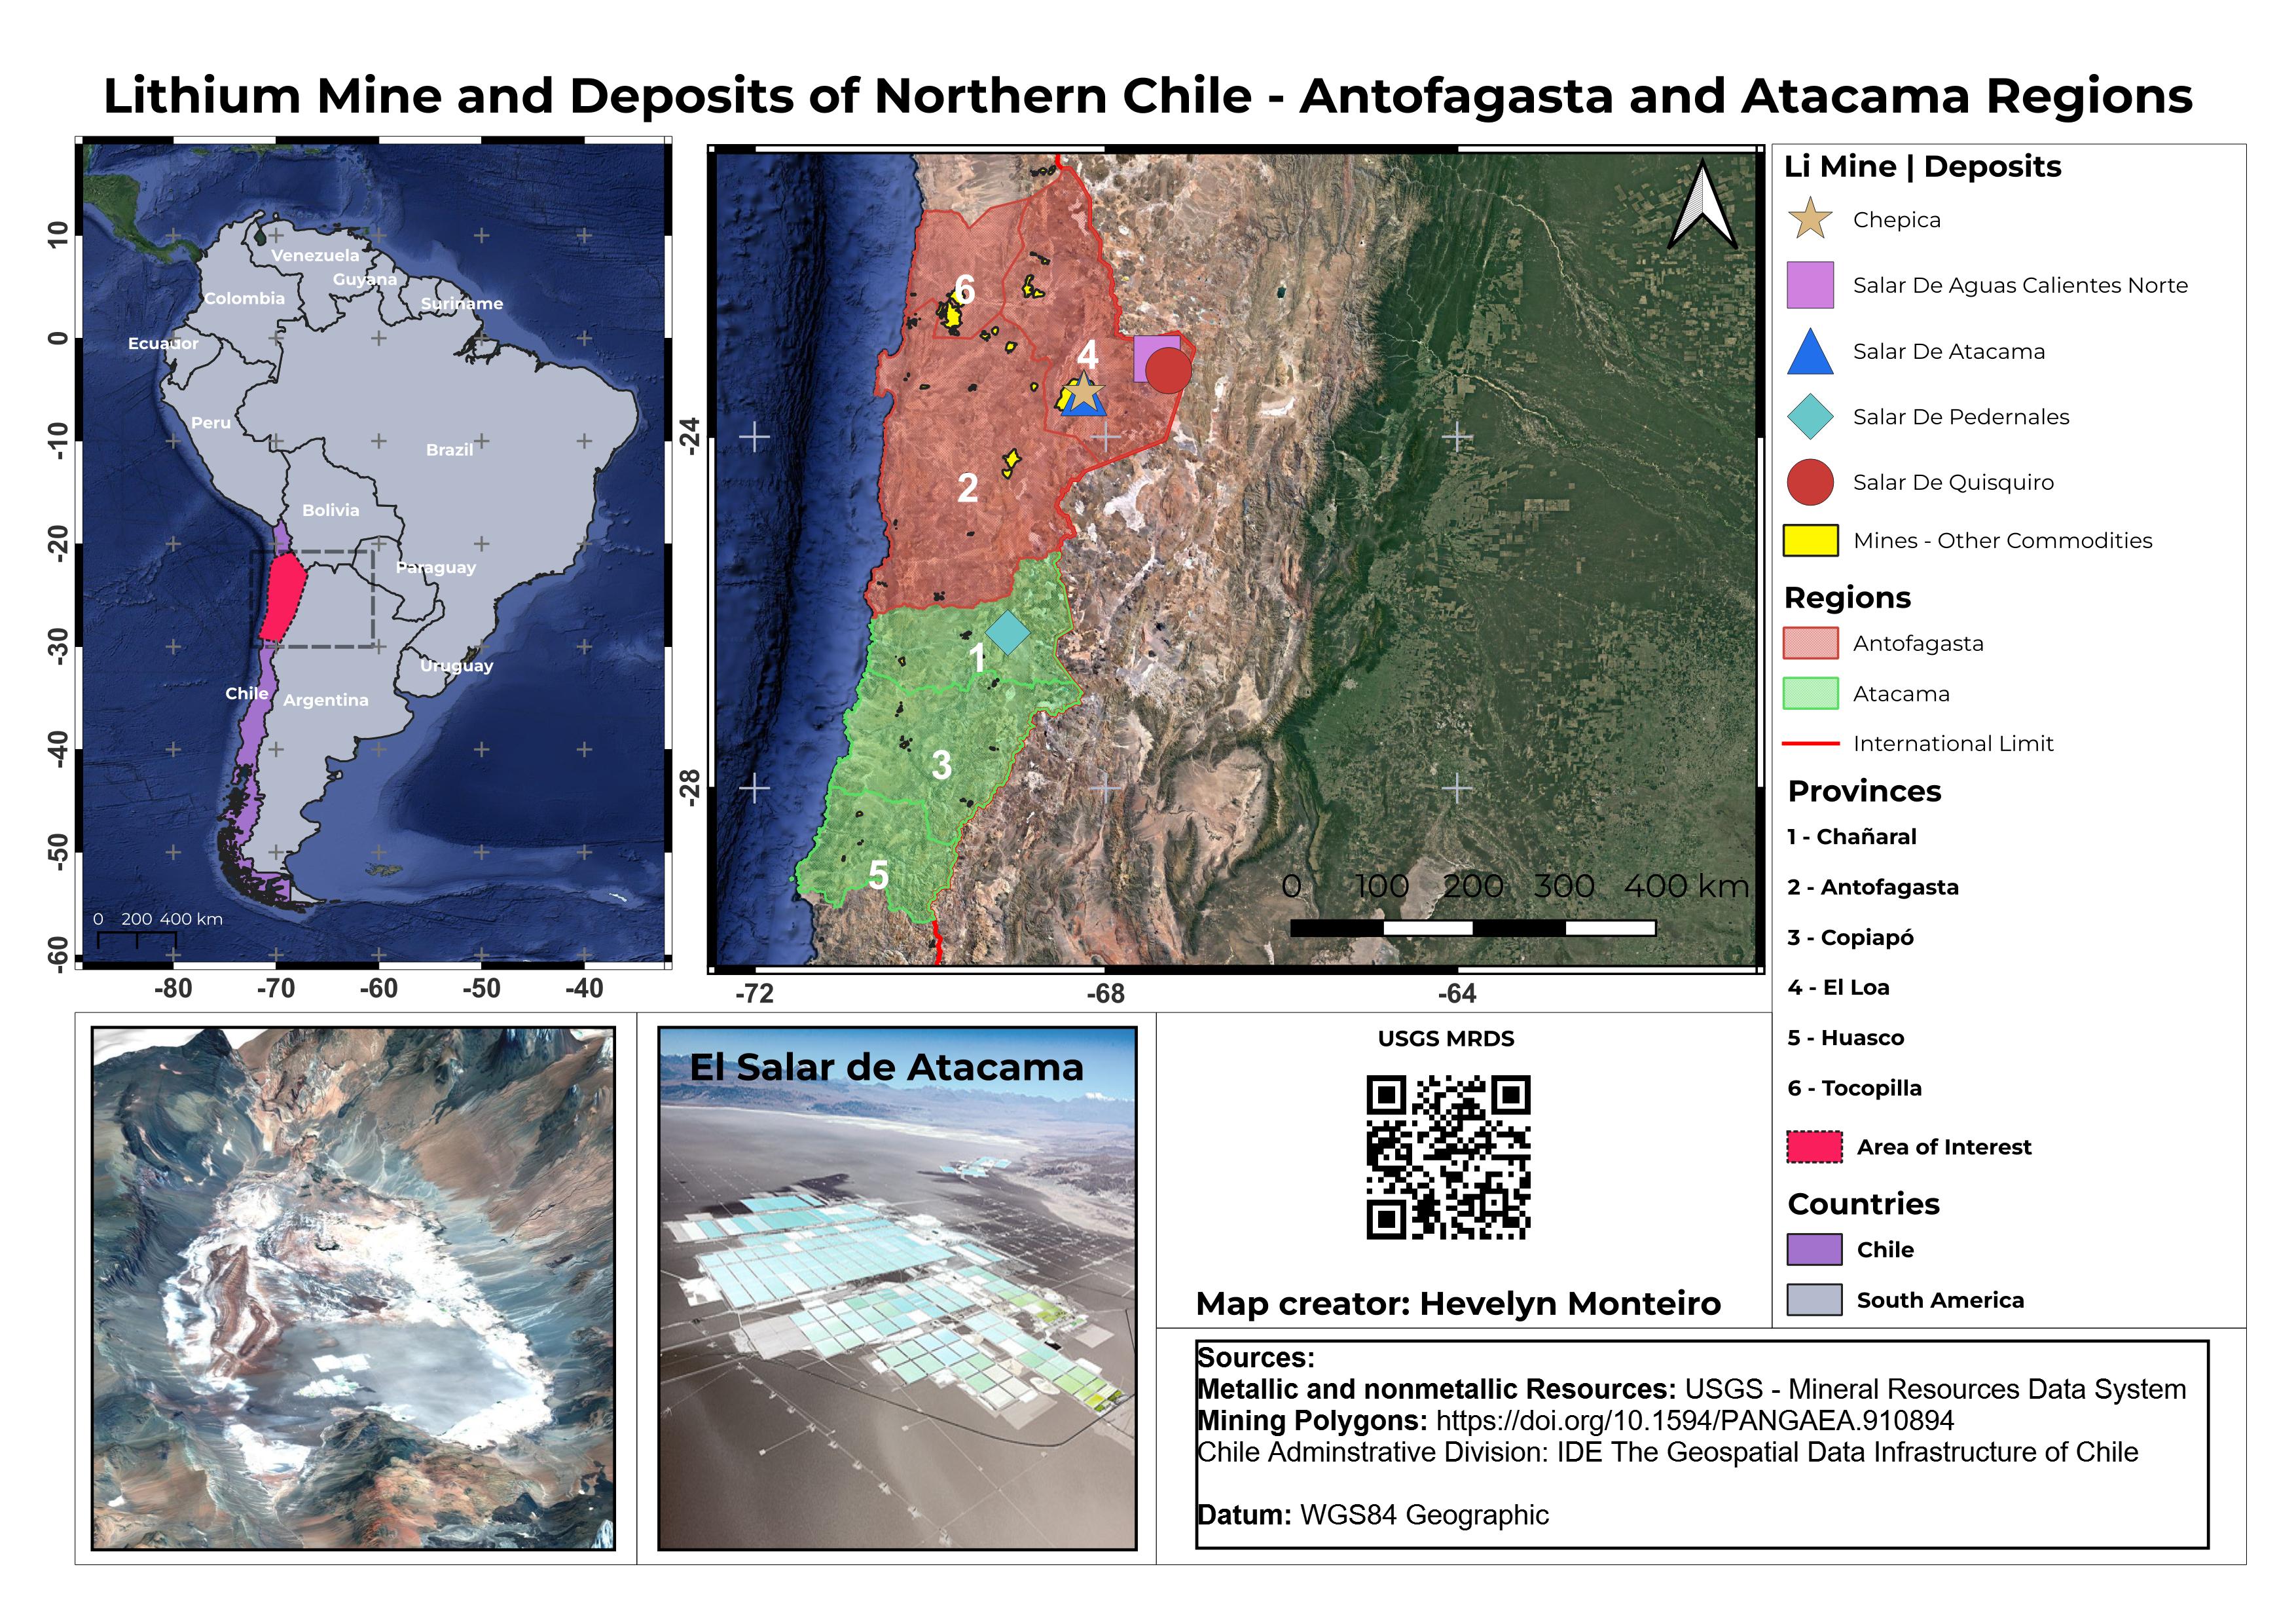 Lithium Mine and Deposits of Northern Chile - Antofagasta and Atacama Regions
Venezuela
Guyana
Colombia
Suriname
Ecuador
Peru
Brazil
Bolivia
Paraguay
Uruguay
Chile
Argentina
10
0
-10
-20
-30
-40
-50
-60
0 200 400 km
-80 -70 -60 -50 -40
6
4
2
1
3
5
-24
-28
0 100 200 300 400 km
-72 -68 -64
Li Mine | Deposits
Chepica
Salar De Aguas Calientes Norte
Salar De Atacama
Salar De Pedernales
Salar De Quisquiro
Mines - Other Commodities
Regions
Antofagasta
Atacama
International Limit
Provinces
1 - Chañaral
2 - Antofagasta
3 - Copiapó
4 - El Loa
5 - Huasco
6 - Tocopilla
Area of Interest
Countries
Chile
South America
El Salar de Atacama
USGS MRDS
Map creator: Hevelyn Monteiro
Sources:
Metallic and nonmetallic Resources: USGS - Mineral Resources Data System
Mining Polygons: https://doi.org/10.1594/PANGAEA.910894
Chile Adminstrative Division: IDE The Geospatial Data Infrastructure of Chile
Datum: WGS84 Geographic